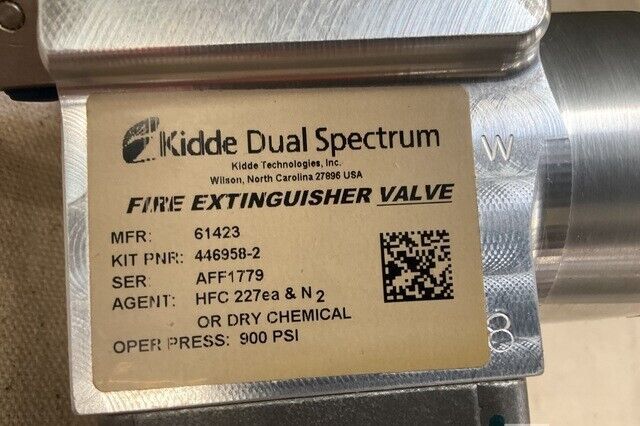 Kidde Dual Spectrum
Kidde Technologies, Inc.
Wilson, North Carolina 27896 USA
FIRE EXTINGUISHER VALVE
MFR: 61423
KIT PNR: 446958-2
SER: AFF1779
AGENT: HFC 227ea & N2
OR DRY CHEMICAL
OPER PRESS: 900 PSI
W
8